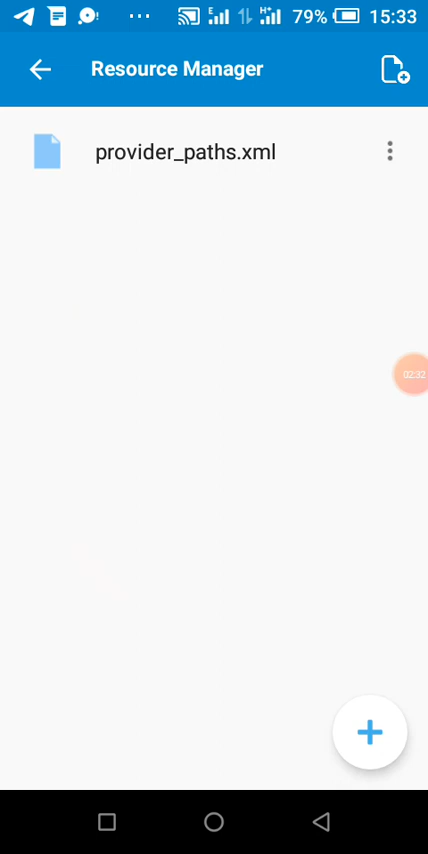 E H+ 79% 15:33
Resource Manager
provider_paths.xml
02:32